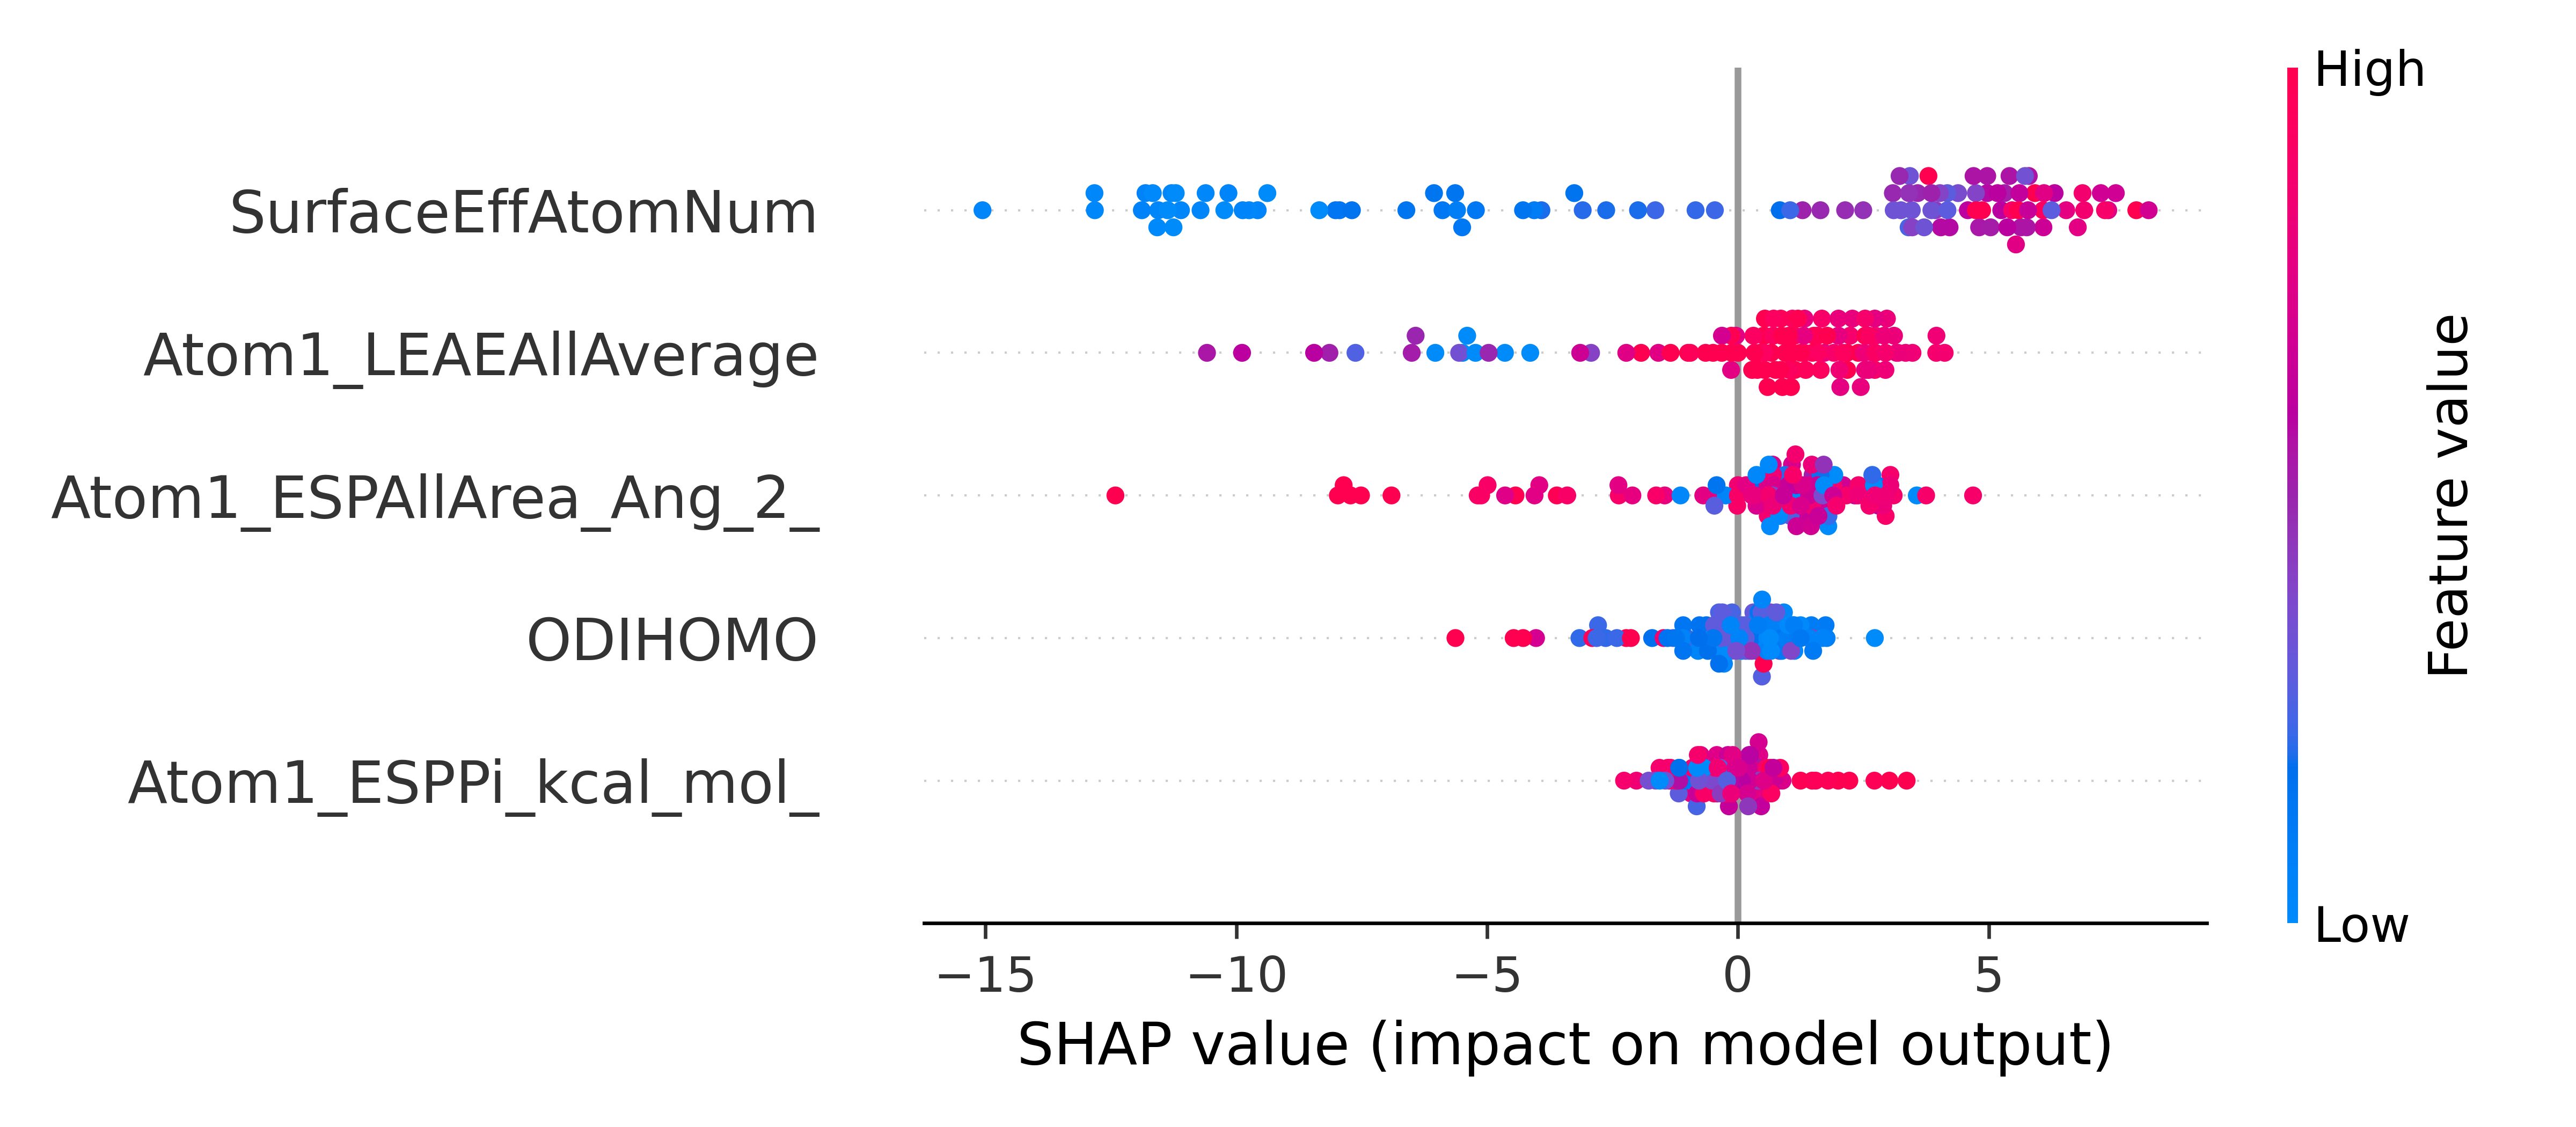 High
SurfaceEffAtomNum
Atom1_LEAEAllAverage
Atom1_ESPAllArea_Ang_2_
ODIHOMO
Atom1_ESPPi_kcal_mol_
Feature value
Low
−15 −10 −5 0 5
SHAP value (impact on model output)